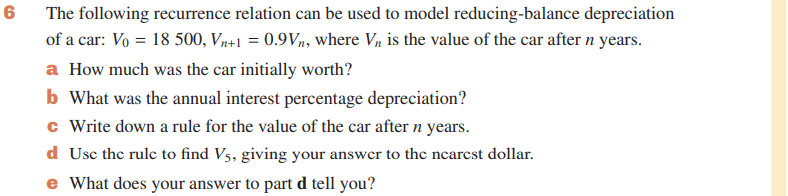 6 The following recurrence relation can be used to model reducing-balance depreciation
of a car: V₀ = 18 500, Vₙ₊₁ = 0.9Vₙ, where Vₙ is the value of the car after n years.
a How much was the car initially worth?
b What was the annual interest percentage depreciation?
c Write down a rule for the value of the car after n years.
d Use the rule to find V₅, giving your answer to the nearest dollar.
e What does your answer to part d tell you?